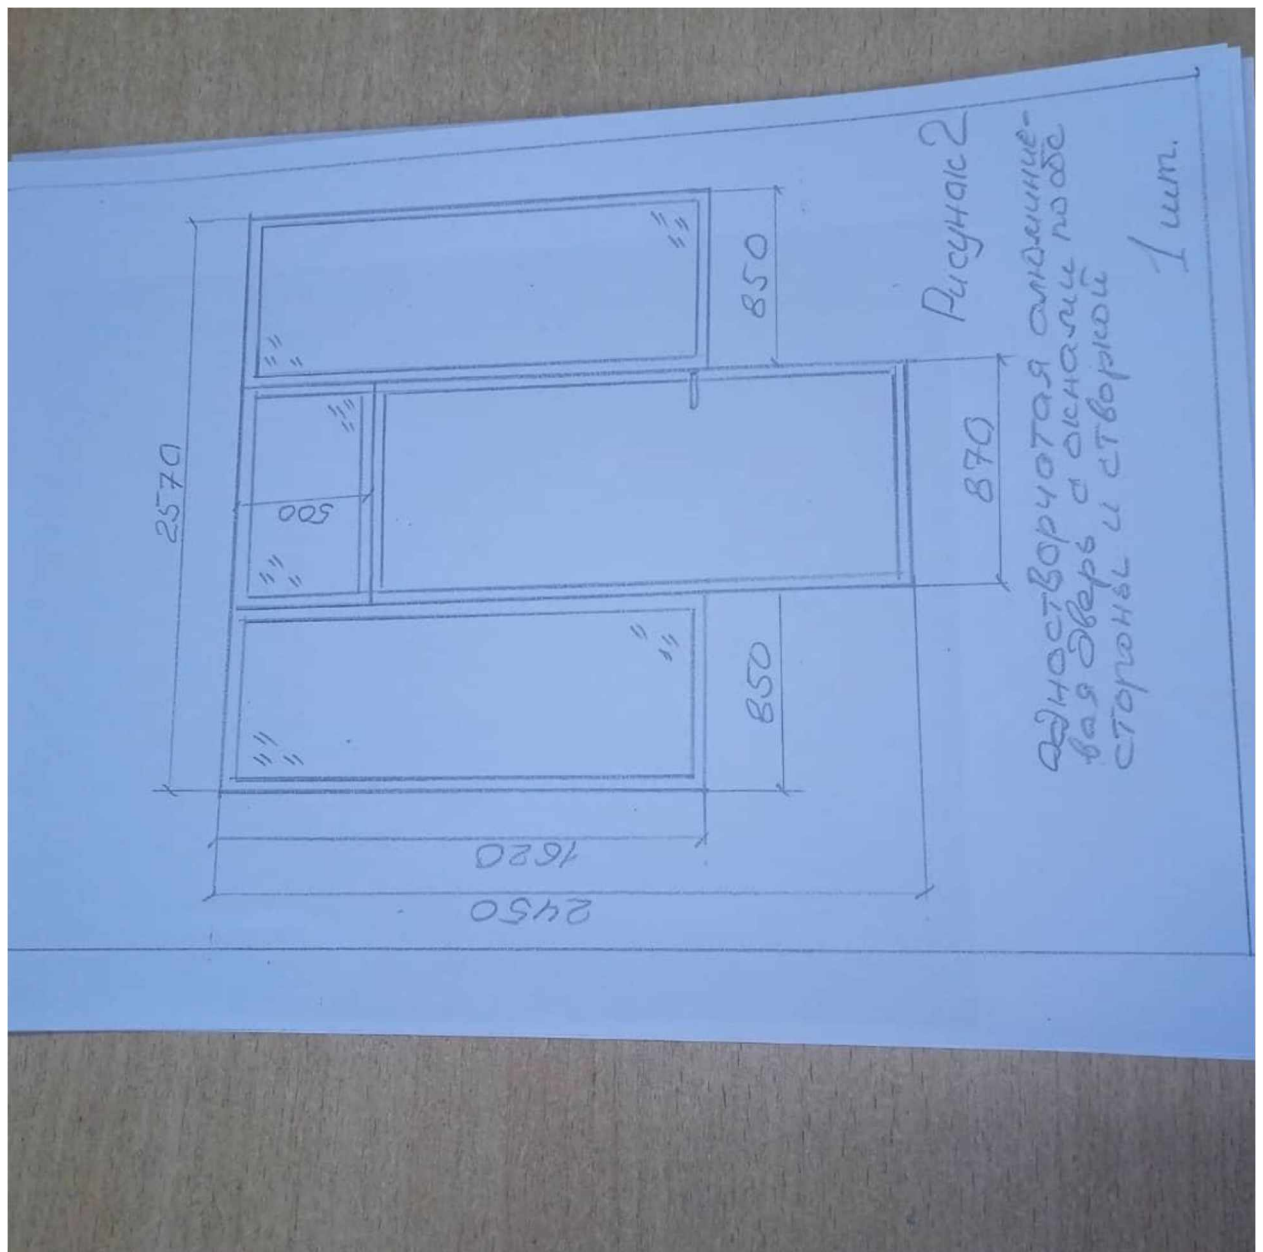 2570
500
850
870
850
1620
2450
Рисунок 2
Одностворчатая алюминие-
вая дверь с окнами по обе
стороны и створкой
1 шт.